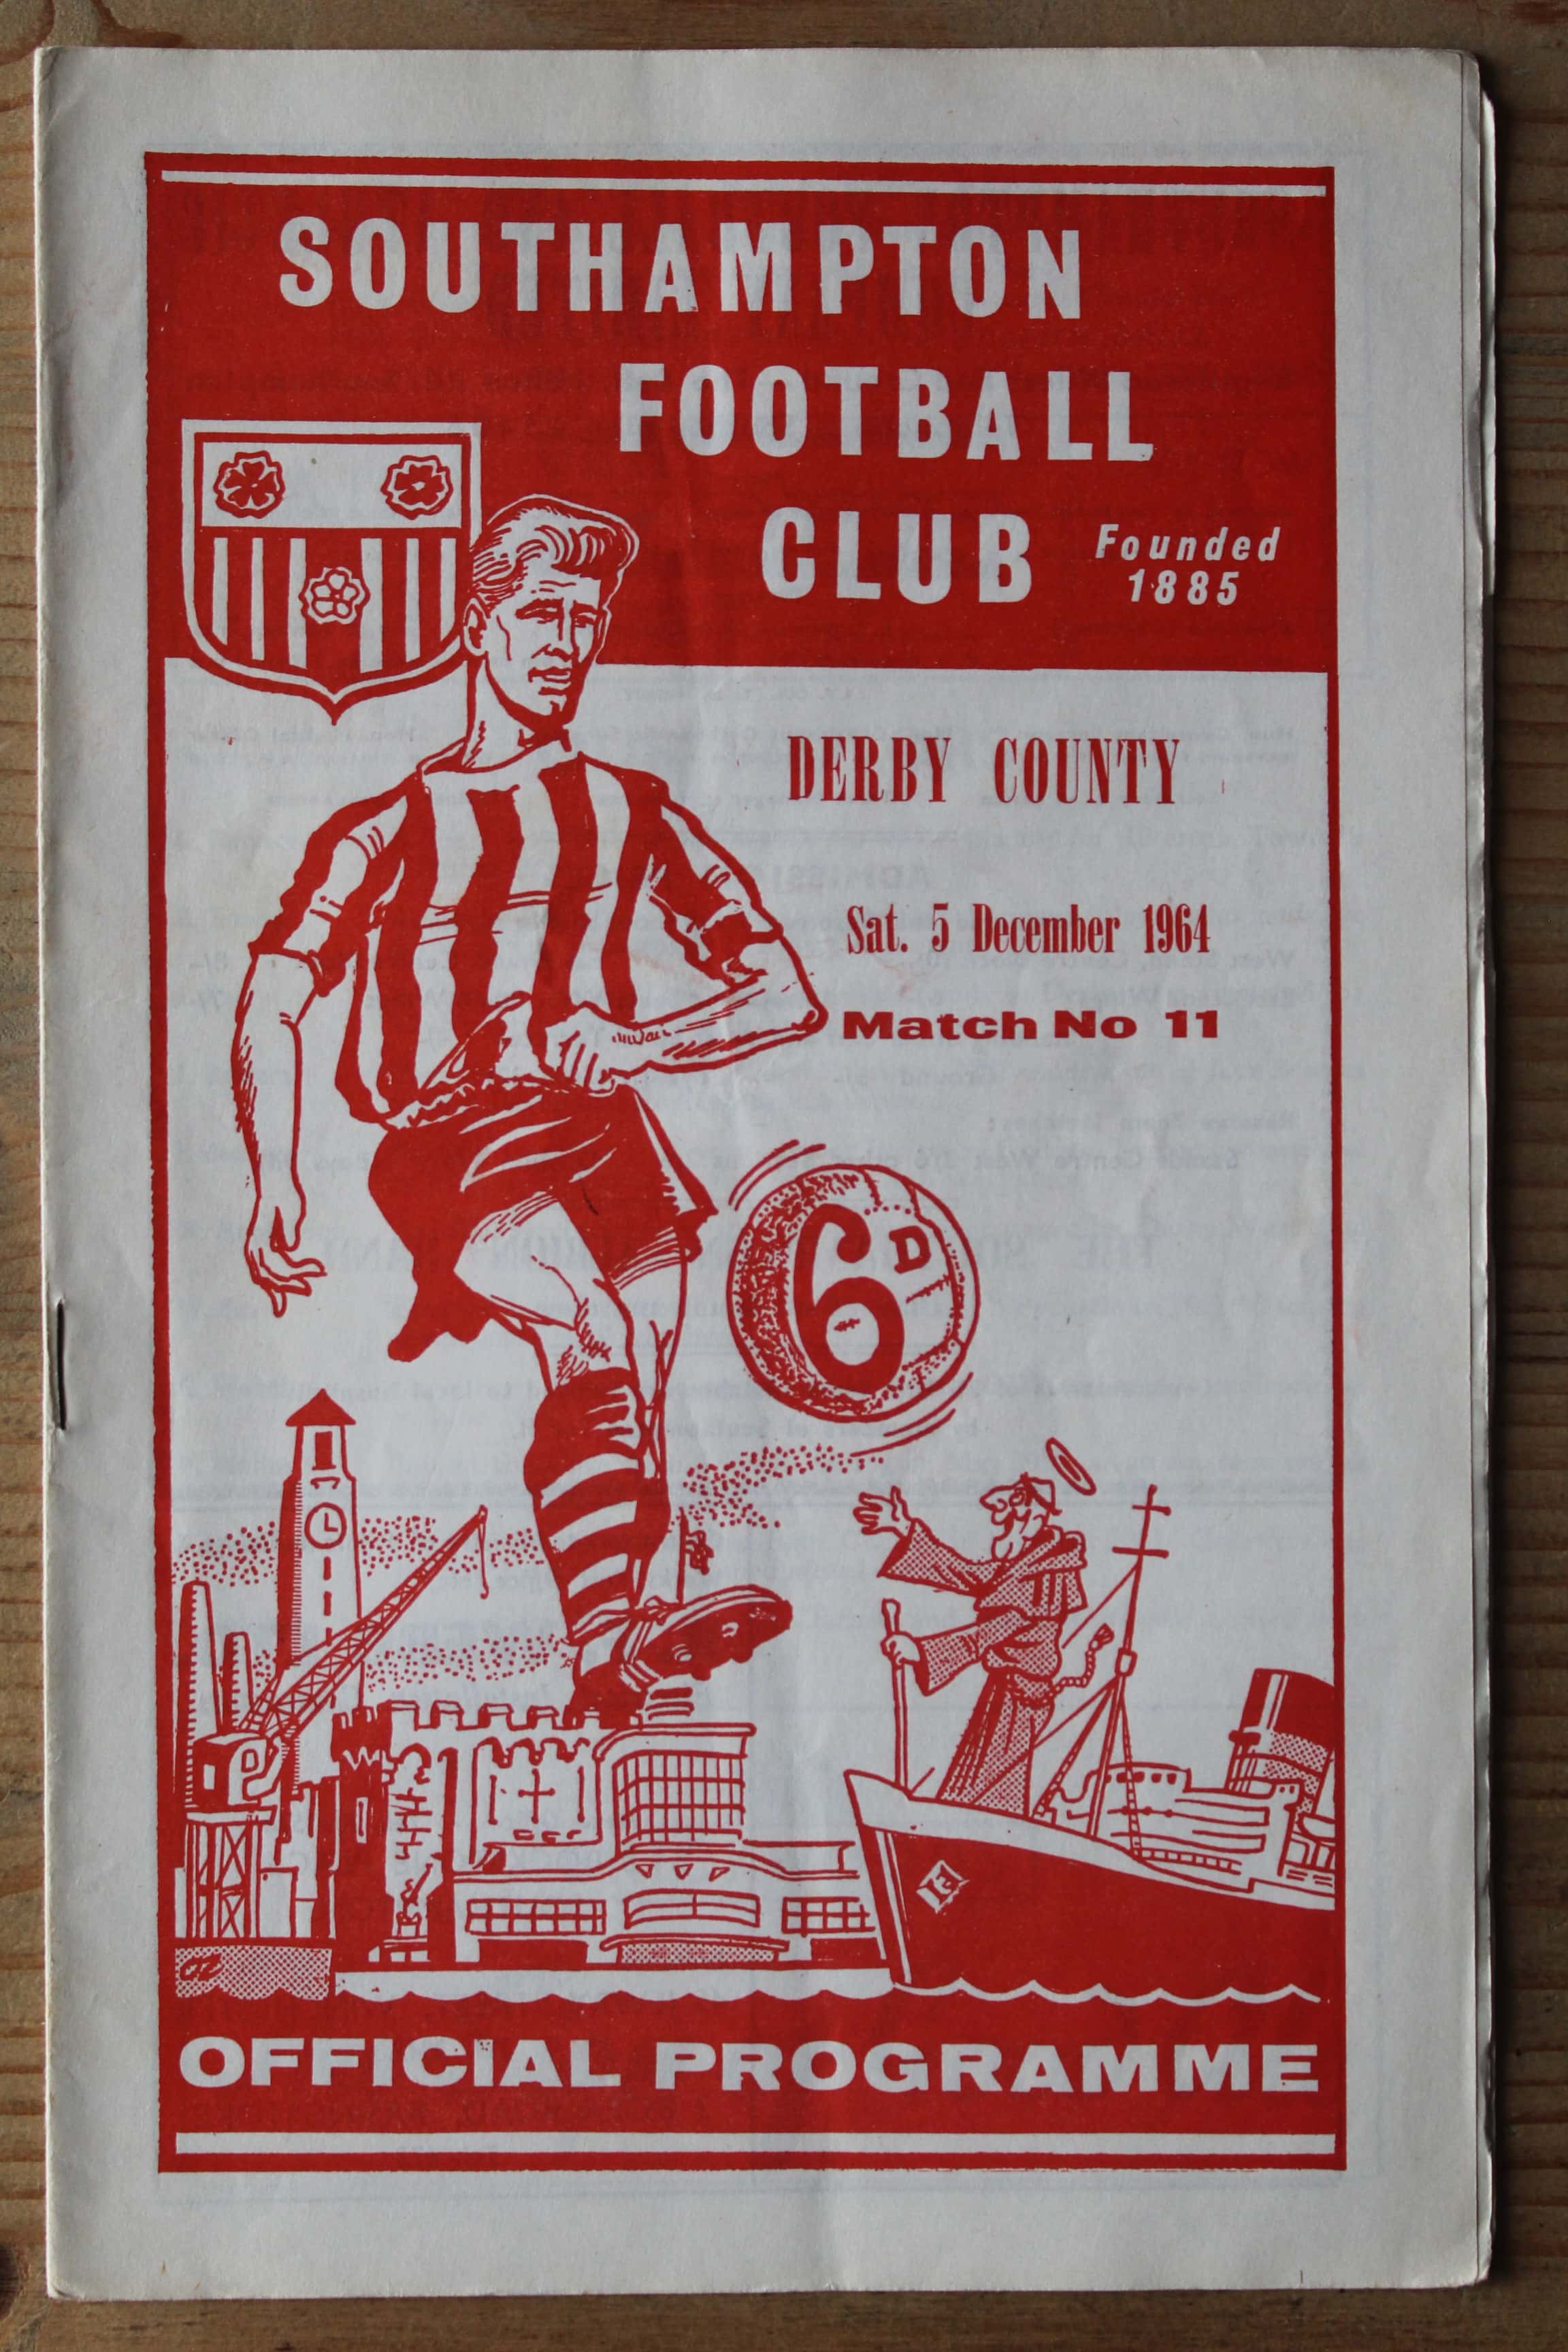 SOUTHAMPTON
FOOTBALL
CLUB
Founded
1885
DERBY COUNTY
Sat. 5 December 1964
Match No 11
6D
OFFICIAL PROGRAMME